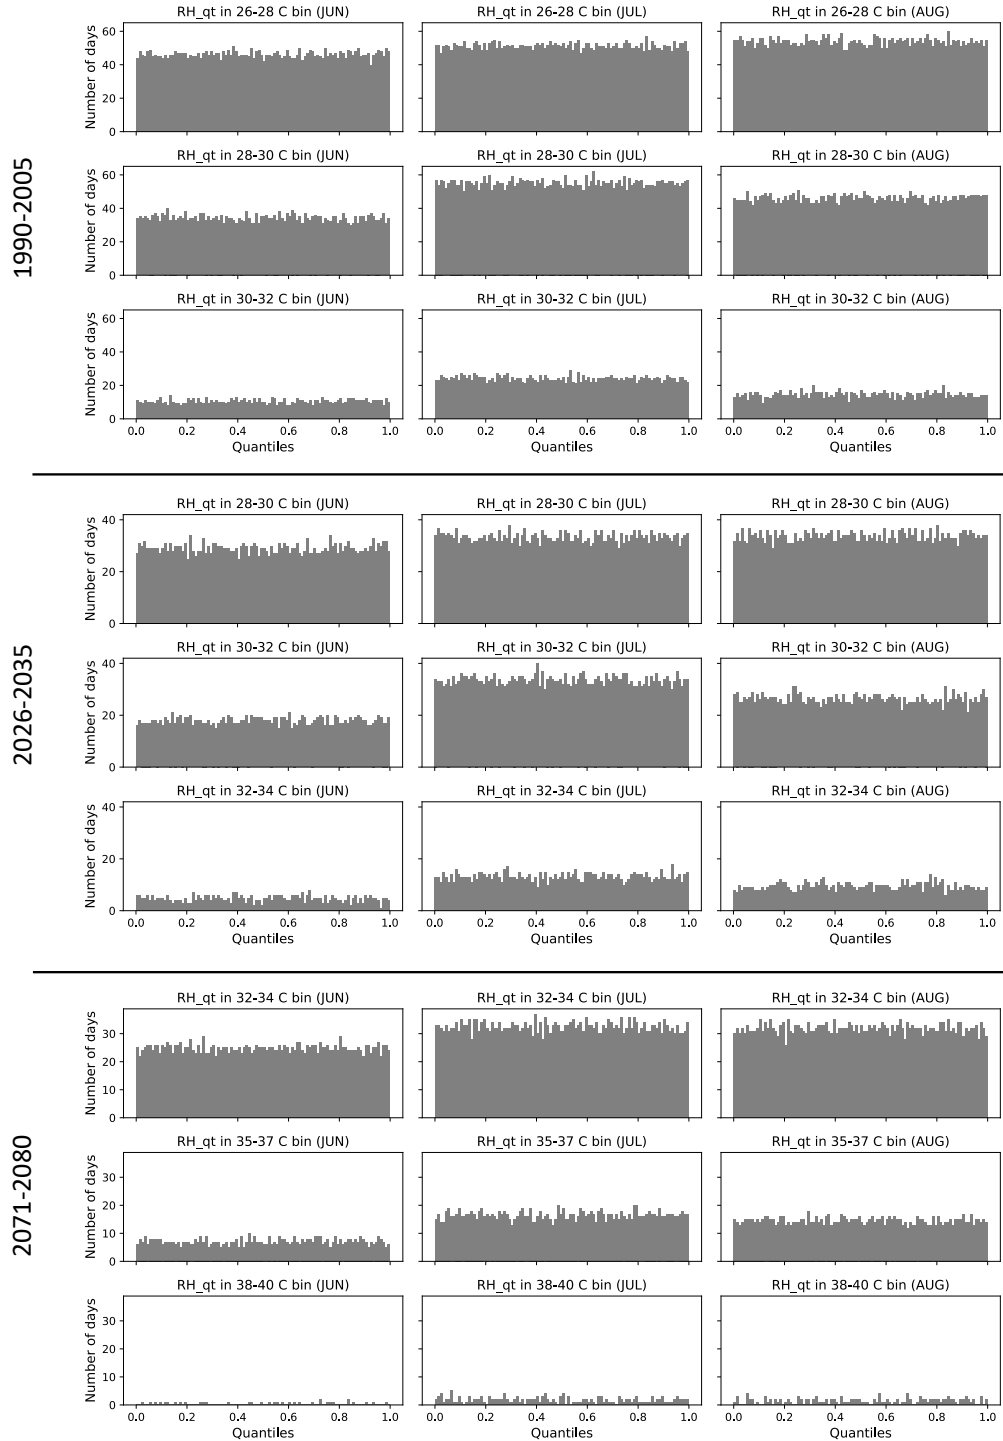 RH_qt in 26-28 C bin (JUN) RH_qt in 26-28 C bin (JUL) RH_qt in 26-28 C bin (AUG)
60
40
20
0
Number of days
RH_qt in 28-30 C bin (JUN) RH_qt in 28-30 C bin (JUL) RH_qt in 28-30 C bin (AUG)
60
40
20
0
Number of days
1990-2005
RH_qt in 30-32 C bin (JUN) RH_qt in 30-32 C bin (JUL) RH_qt in 30-32 C bin (AUG)
60
40
20
0
Number of days
0.0 0.2 0.4 0.6 0.8 1.0 0.0 0.2 0.4 0.6 0.8 1.0 0.0 0.2 0.4 0.6 0.8 1.0
Quantiles Quantiles Quantiles
RH_qt in 28-30 C bin (JUN) RH_qt in 28-30 C bin (JUL) RH_qt in 28-30 C bin (AUG)
40
20
0
Number of days
RH_qt in 30-32 C bin (JUN) RH_qt in 30-32 C bin (JUL) RH_qt in 30-32 C bin (AUG)
40
20
0
Number of days
2026-2035
RH_qt in 32-34 C bin (JUN) RH_qt in 32-34 C bin (JUL) RH_qt in 32-34 C bin (AUG)
40
20
0
Number of days
0.0 0.2 0.4 0.6 0.8 1.0 0.0 0.2 0.4 0.6 0.8 1.0 0.0 0.2 0.4 0.6 0.8 1.0
Quantiles Quantiles Quantiles
RH_qt in 32-34 C bin (JUN) RH_qt in 32-34 C bin (JUL) RH_qt in 32-34 C bin (AUG)
30
20
10
0
Number of days
RH_qt in 35-37 C bin (JUN) RH_qt in 35-37 C bin (JUL) RH_qt in 35-37 C bin (AUG)
30
20
10
0
Number of days
2071-2080
RH_qt in 38-40 C bin (JUN) RH_qt in 38-40 C bin (JUL) RH_qt in 38-40 C bin (AUG)
30
20
10
0
Number of days
0.0 0.2 0.4 0.6 0.8 1.0 0.0 0.2 0.4 0.6 0.8 1.0 0.0 0.2 0.4 0.6 0.8 1.0
Quantiles Quantiles Quantiles